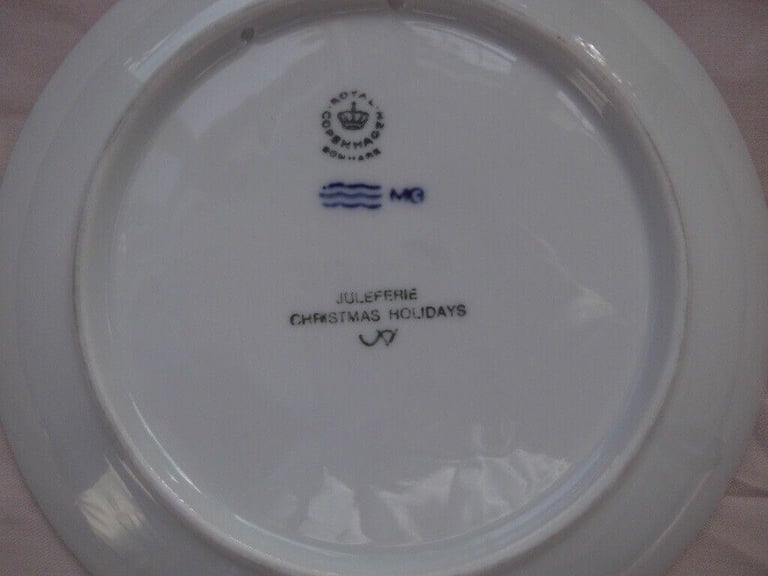 ROYAL
COPENHAGEN
DENMARK
MG
JULEFERIE
CHRISTMAS HOLIDAYS